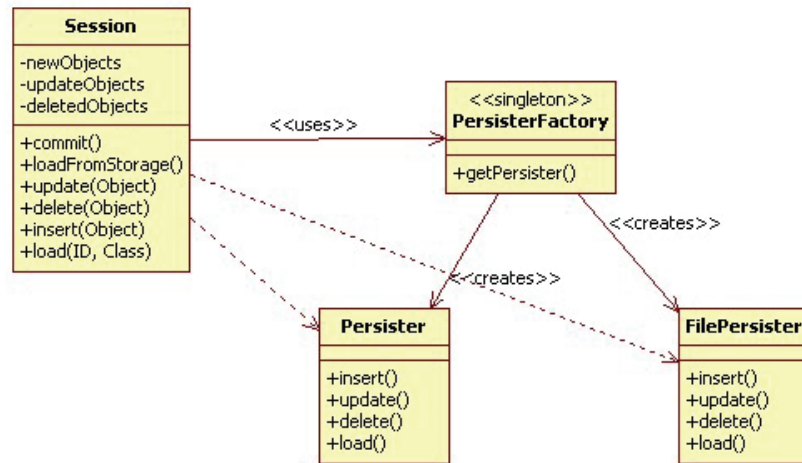 Session
-newObjects
-updateObjects
-deletedObjects
+commit()
+loadFromStorage()
+update(Object)
+delete(Object)
+insert(Object)
+load(ID, Class)
<<uses>>
<<singleton>>
PersisterFactory
+getPersister()
<<creates>>
<<creates>>
Persister
+insert()
+update()
+delete()
+load()
FilePersister
+insert()
+update()
+delete()
+load()